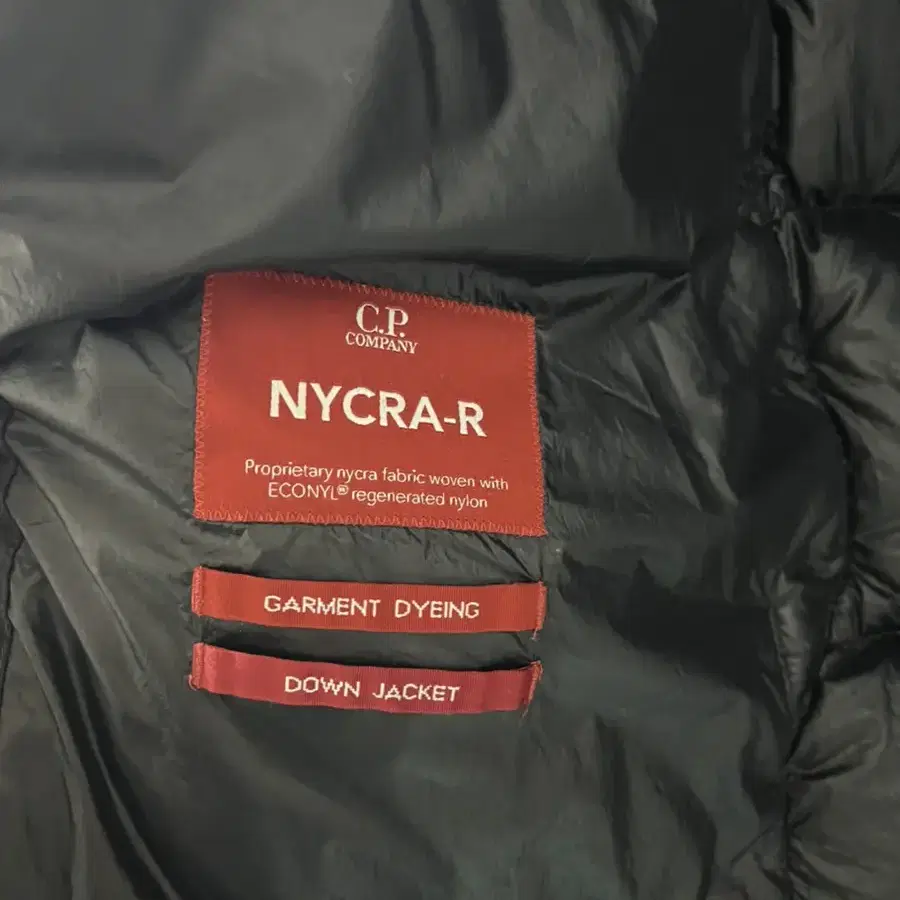 C.P.
COMPANY
NYCRA-R
Proprietary nycra fabric woven with
ECONYL® regenerated nylon
GARMENT DYEING
DOWN JACKET